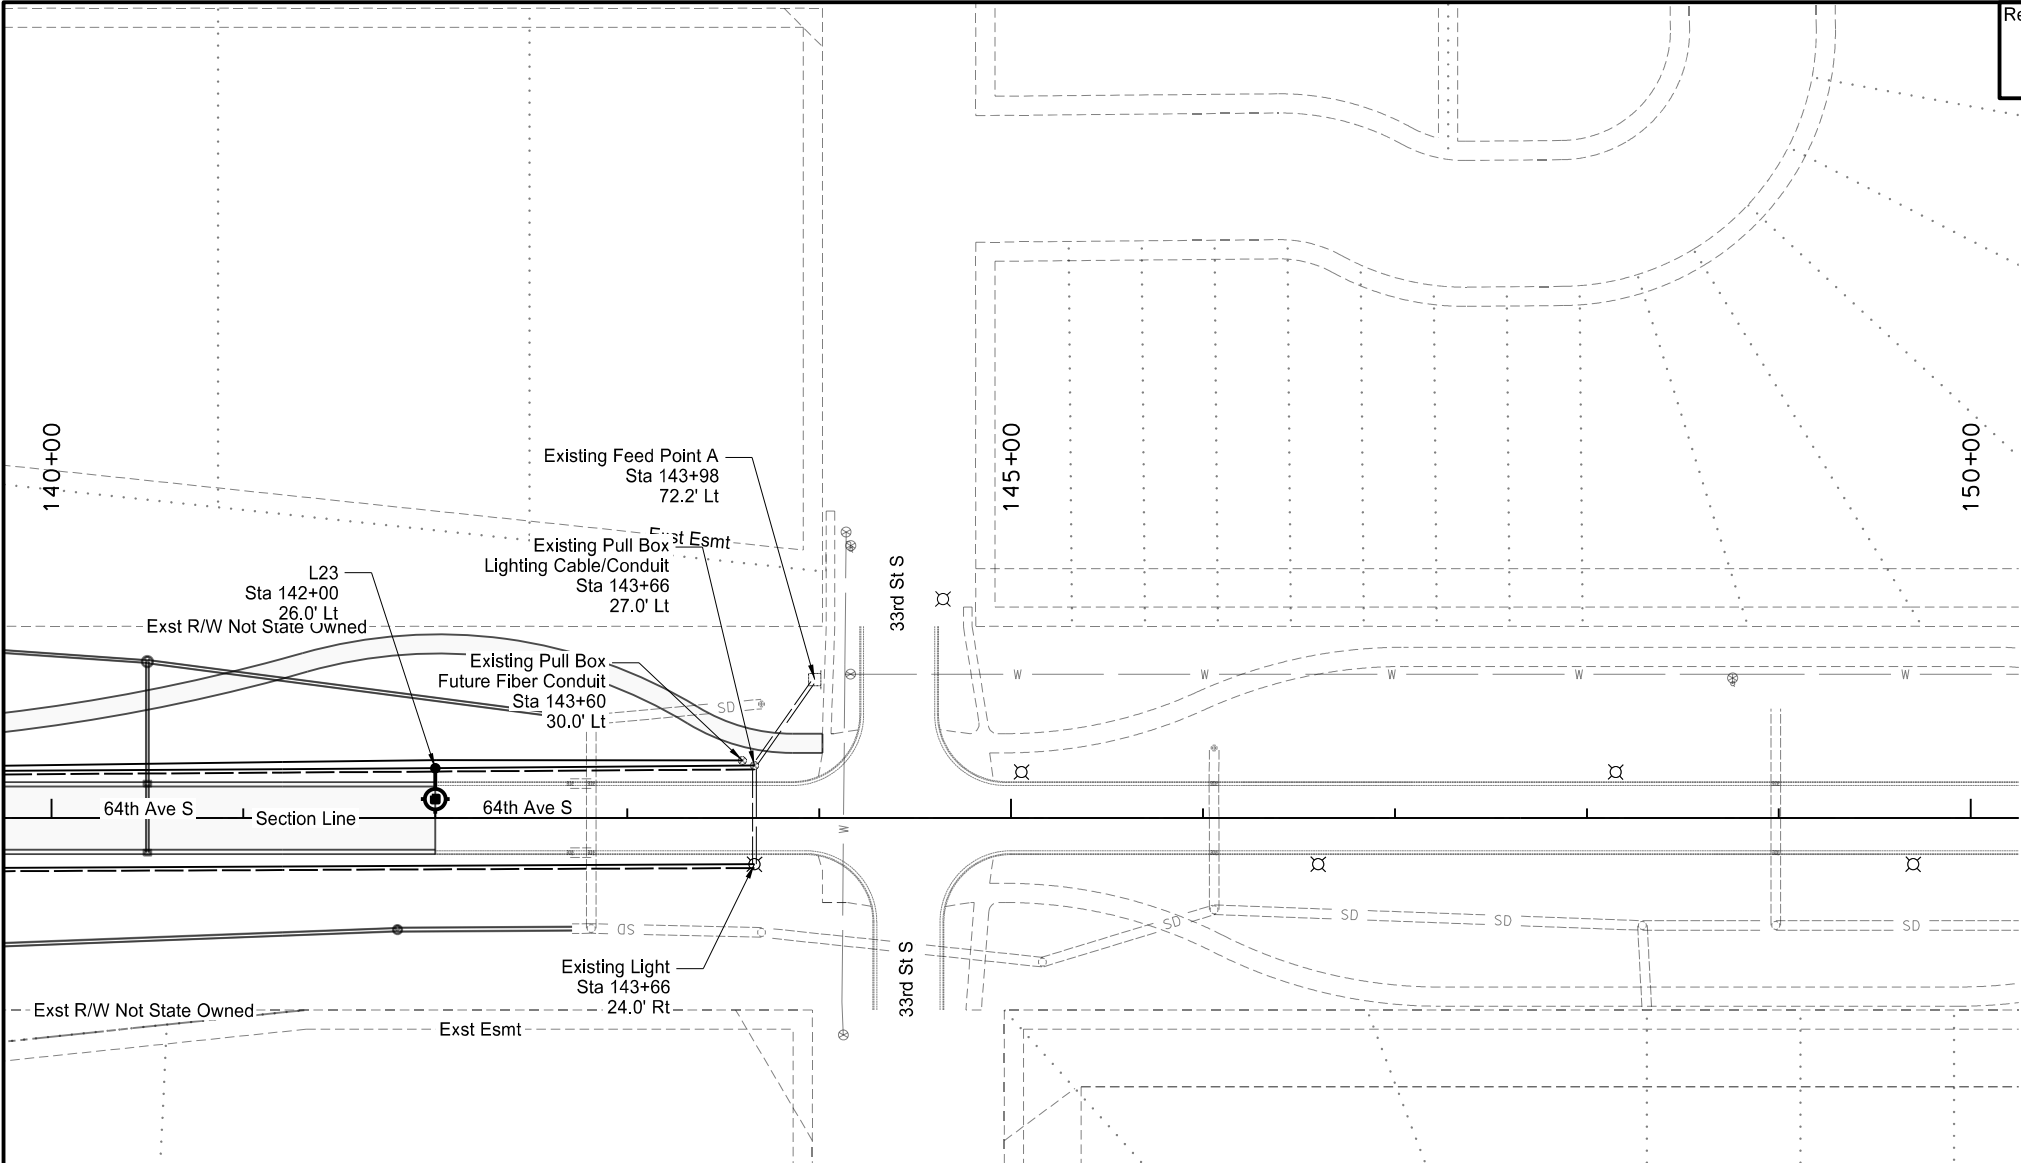 Re
140+00
145+00
150+00
Existing Feed Point A
Sta 143+98
72.2' Lt
Exst Esmt
Existing Pull Box
Lighting Cable/Conduit
Sta 143+66
27.0' Lt
33rd St S
L23
Sta 142+00
26.0' Lt
Exst R/W Not State Owned
Existing Pull Box
Future Fiber Conduit
Sta 143+60
30.0' Lt
SD
W
W
W
W
W
64th Ave S
Section Line
64th Ave S
W
SD
SD
SD
SD
SD
Existing Light
Sta 143+66
24.0' Rt
33rd St S
Exst R/W Not State Owned
Exst Esmt